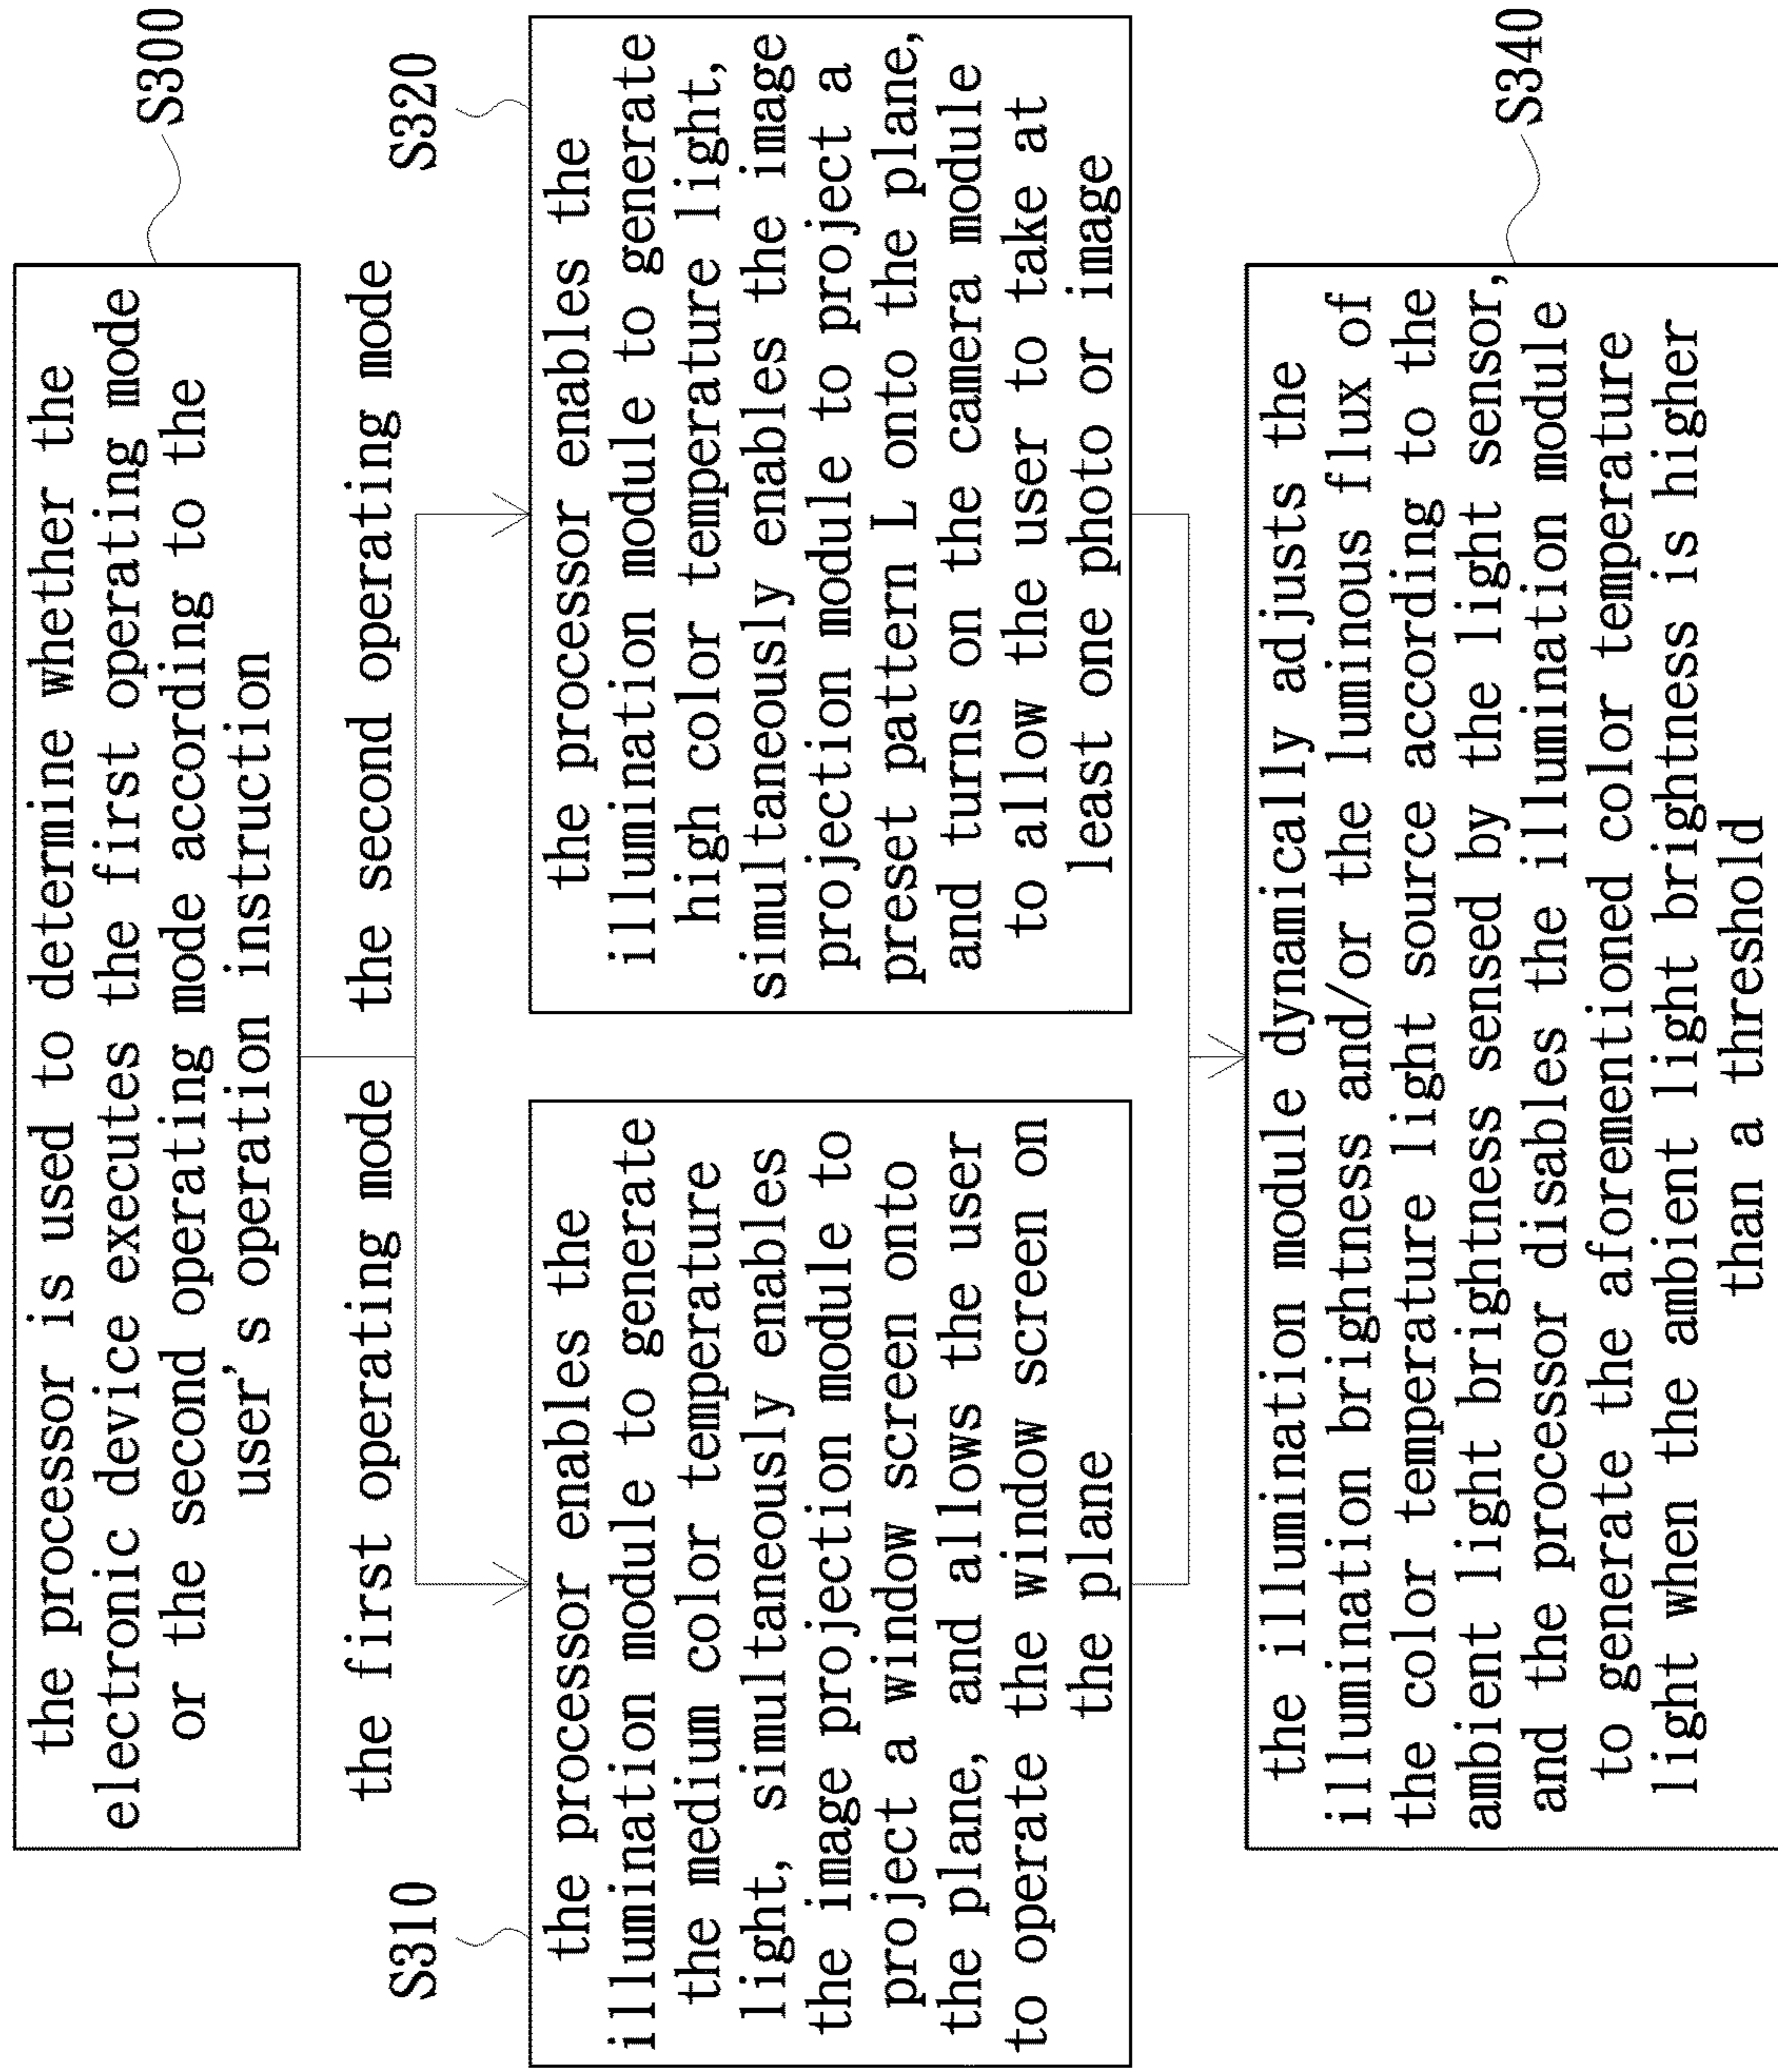 the processor is used to determine whether the
electronic device executes the first operating mode
or the second operating mode according to the
user's operation instruction
S300
the first operating mode
the second operating mode
S310
the processor enables the
illumination module to generate
the medium color temperature
light, simultaneously enables
the image projection module to
project a window screen onto
the plane, and allows the user
to operate the window screen on
the plane
S320
the processor enables the
illumination module to generate
high color temperature light,
simultaneously enables the image
projection module to project a
preset pattern L onto the plane,
and turns on the camera module
to allow the user to take at
least one photo or image
the illumination module dynamically adjusts the
illumination brightness and/or the luminous flux of
the color temperature light source according to the
ambient light brightness sensed by the light sensor,
and the processor disables the illumination module
to generate the aforementioned color temperature
light when the ambient light brightness is higher
than a threshold
S340